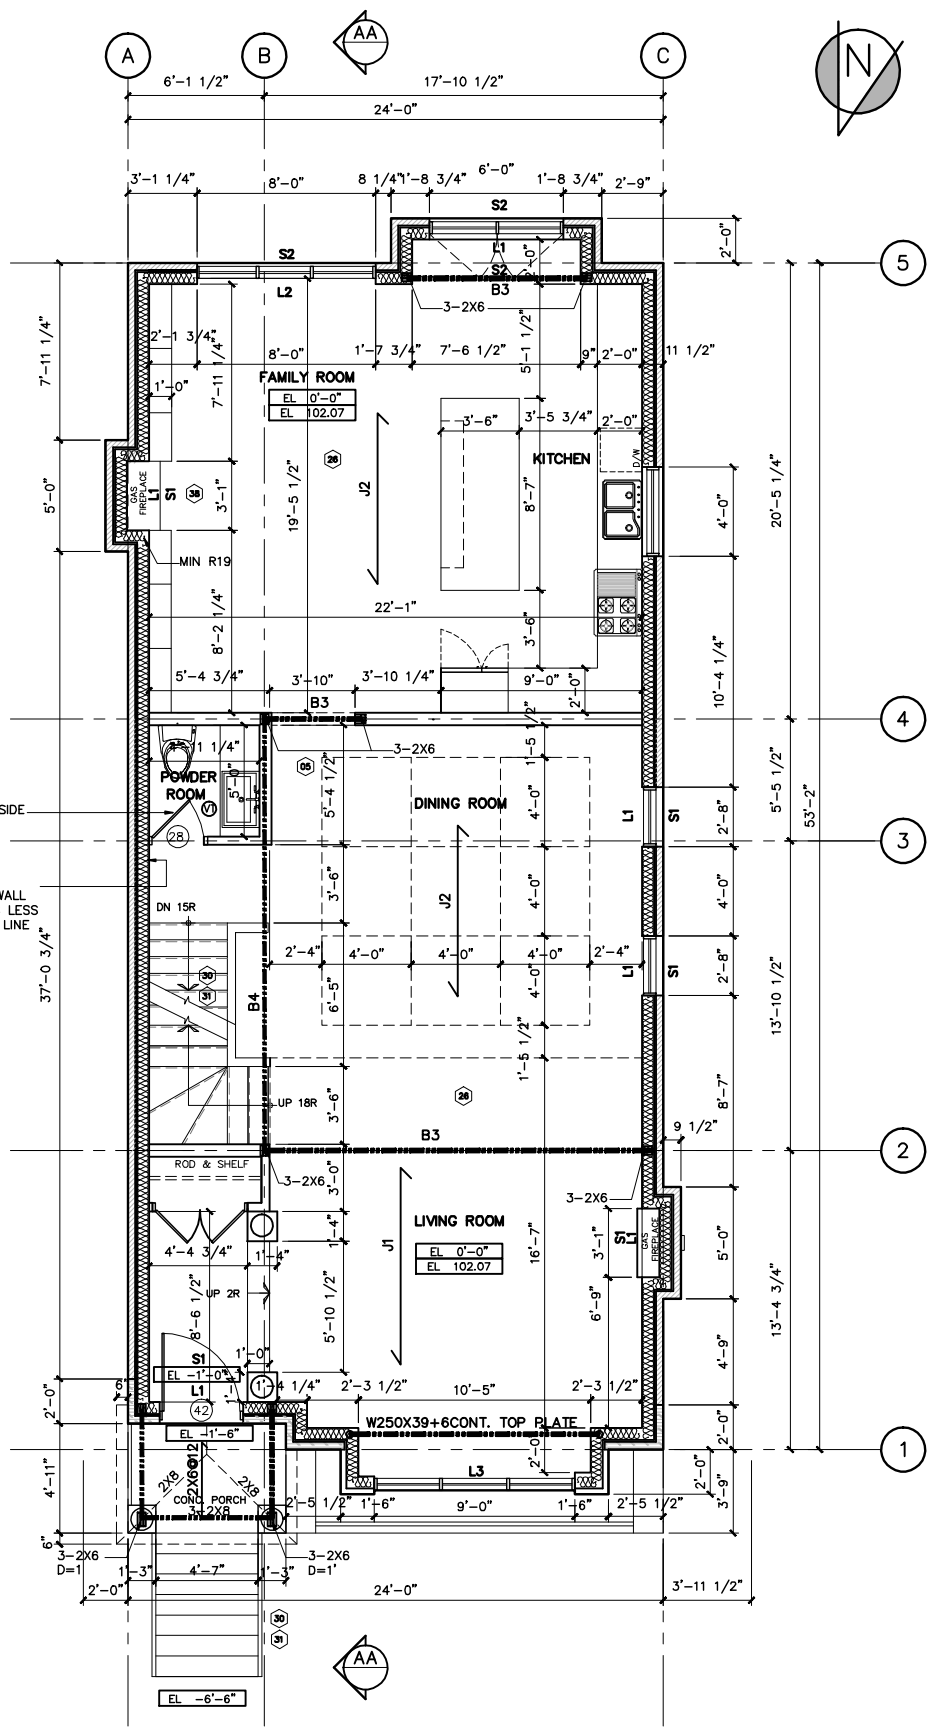 AA
N
A
B
C
6'-1 1/2"
17'-10 1/2"
24'-0"
6'-0"
3'-1 1/4"
8'-0"
8 1/4"
1'-8 3/4"
1'-8 3/4"
2'-9"
S2
2'-0"
S2
L1
S2
5
L2
B3
3-2X6
7'-11 1/4"
2'-1 3/4"
7'-11 1/4"
8'-0"
1'-7 3/4"
7'-6 1/2"
5'-1 1/2"
9"
2'-0"
11 1/2"
FAMILY ROOM
1'-0"
EL 0'-0"
EL 102.07
3'-6"
3'-5 3/4"
2'-0"
26
KITCHEN
D/W
5'-0"
GAS
FIREPLACE
L1
S1
38
3'-1"
19'-5 1/2"
J2
8'-7"
4'-0"
20'-5 1/4"
MIN R19
8'-2 1/4"
22'-1"
3'-6"
5'-4 3/4"
3'-10"
3'-10 1/4"
9'-0"
2'-0"
10'-4 1/4"
B3
4
1'-5 1/2"
3-2X6
05
POWDER
ROOM
5'-0"
VT
5'-4 1/2"
DINING ROOM
4'-0"
L1
S1
2'-8"
5'-5 1/2"
53'-2"
SIDE
28
3
WALL
LESS
LINE
DN 15R
3'-6"
J2
4'-0"
4'-0"
37'-0 3/4"
2'-4"
4'-0"
4'-0"
4'-0"
2'-4"
30
31
B4
6'-5"
4'-0"
L1
S1
2'-8"
13'-10 1/2"
1'-5 1/2"
UP 18R
3'-6"
26
8'-7"
9 1/2"
B3
2
ROD & SHELF
3-2X6
3'-0"
3-2X6
LIVING ROOM
4'-4 3/4"
1'-4"
1'-4"
J1
EL 0'-0"
EL 102.07
16'-7"
3'-1"
S1
L1
GAS
FIREPLACE
5'-0"
8'-6 1/2"
UP 2R
5'-10 1/2"
6'-9"
13'-4 3/4"
S1
1'-0"
4'-9"
EL -1'-0"
L1
2'-3 1/2"
10'-5"
2'-3 1/2"
2'-0"
6"
42
W250X39+6CONT. TOP PLATE
2'-0"
EL -1'-6"
1
4'-11"
2X6@12
2X8
2X8
2'-0"
L3
2'-0"
3'-9"
CONC. PORCH
3-2X8
2'-5 1/2"
1'-6"
9'-0"
1'-6"
2'-5 1/2"
6"
3-2X6
D=1'
3-2X6
D=1'
1'-3"
4'-7"
1'-3"
2'-0"
24'-0"
3'-11 1/2"
30
31
AA
EL -6'-6"